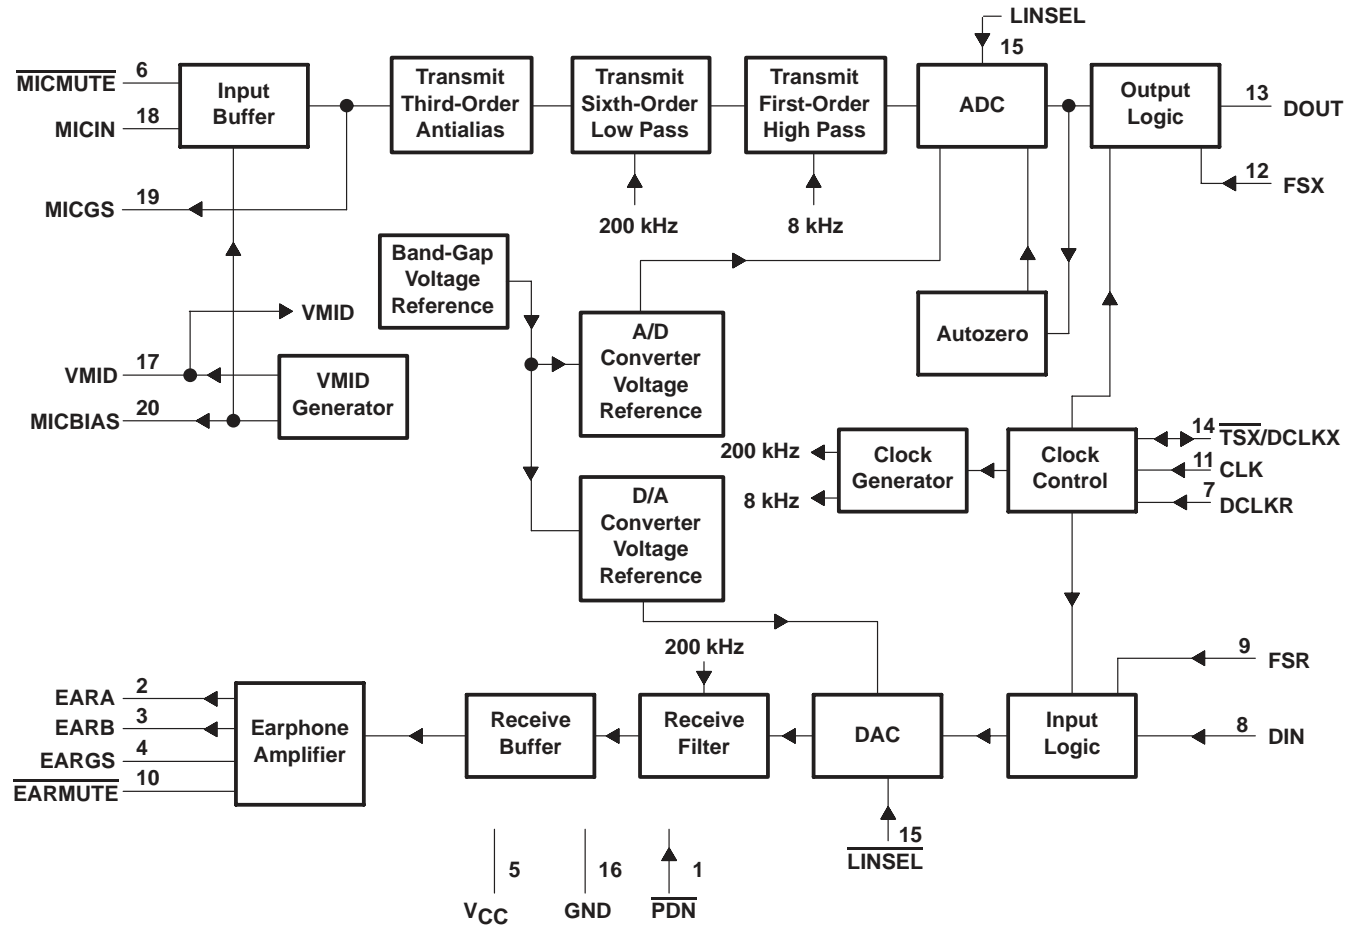 LINSEL
15
MICMUTE 6
MICIN 18
Input
Buffer
Transmit
Third-Order
Antialias
Transmit
Sixth-Order
Low Pass
Transmit
First-Order
High Pass
ADC
Output
Logic
13 DOUT
12 FSX
MICGS 19
200 kHz
8 kHz
Band-Gap
Voltage
Reference
VMID
VMID 17
MICBIAS 20
VMID
Generator
A/D
Converter
Voltage
Reference
Autozero
200 kHz
8 kHz
Clock
Generator
Clock
Control
14 TSX/DCLKX
11 CLK
7 DCLKR
D/A
Converter
Voltage
Reference
200 kHz
9 FSR
EARA 2
EARB 3
EARGS 4
EARMUTE 10
Earphone
Amplifier
Receive
Buffer
Receive
Filter
DAC
Input
Logic
8 DIN
15
LINSEL
5
VCC
16
GND
1
PDN